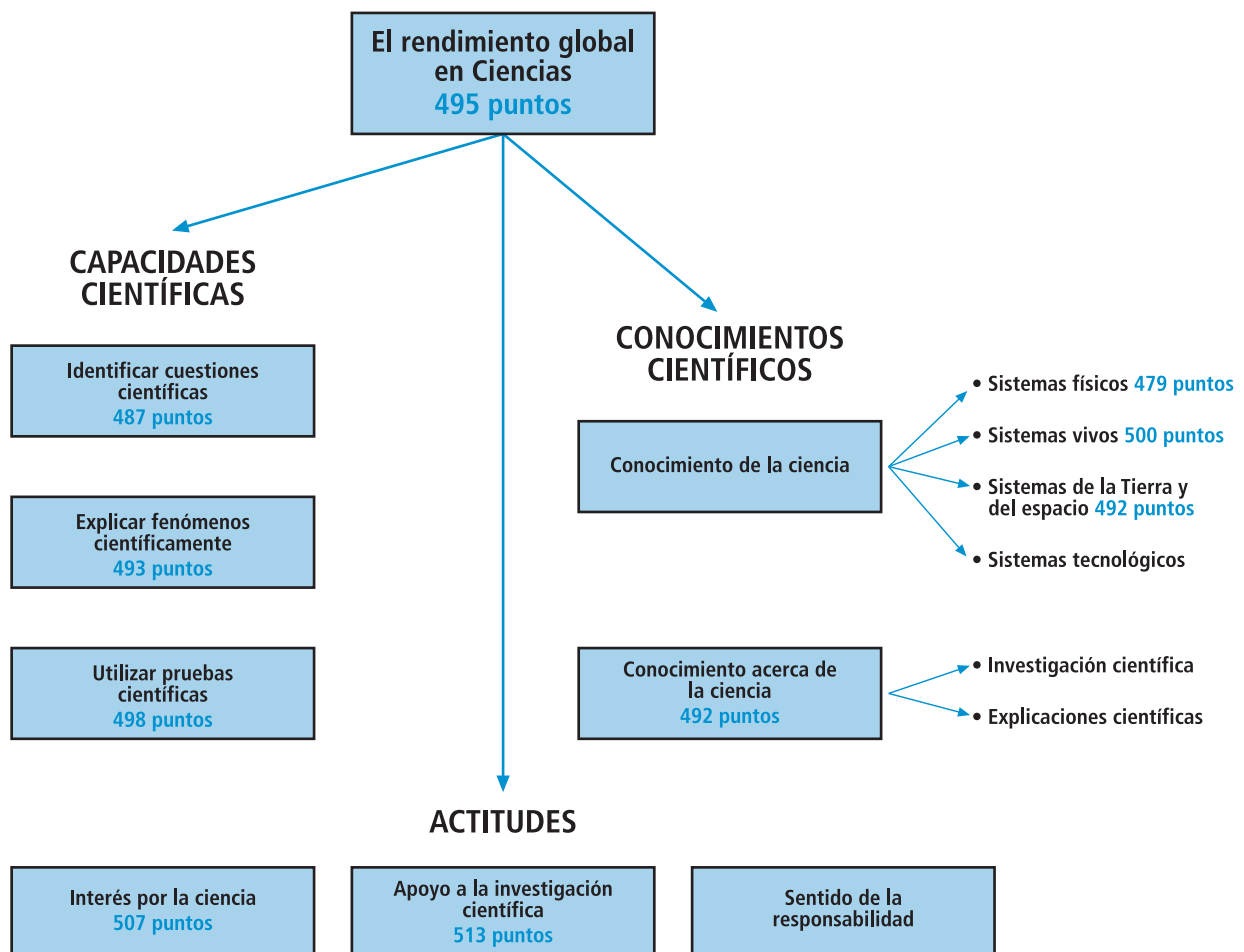 El rendimiento global
en Ciencias
495 puntos
CAPACIDADES
CIENTÍFICAS
Identificar cuestiones
científicas
487 puntos
Explicar fenómenos
científicamente
493 puntos
Utilizar pruebas
científicas
498 puntos
CONOCIMIENTOS
CIENTÍFICOS
Conocimiento de la ciencia
• Sistemas físicos 479 puntos
• Sistemas vivos 500 puntos
• Sistemas de la Tierra y
del espacio 492 puntos
• Sistemas tecnológicos
Conocimiento acerca de
la ciencia
492 puntos
• Investigación científica
• Explicaciones científicas
ACTITUDES
Interés por la ciencia
507 puntos
Apoyo a la investigación
científica
513 puntos
Sentido de la
responsabilidad